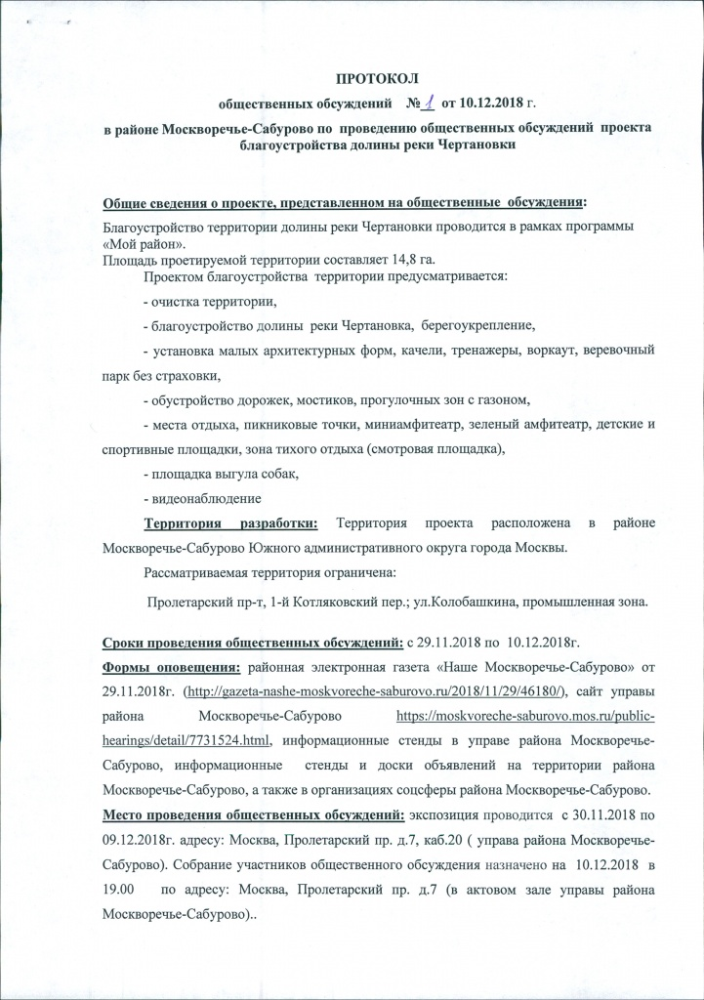 ПРОТОКОЛ
общественных обсуждений № 1 от 10.12.2018 г.
в районе Москворечье-Сабурово по проведению общественных обсуждений проекта
благоустройства долины реки Чертановки
Общие сведения о проекте, представленном на общественные обсуждения:
Благоустройство территории долины реки Чертановки проводится в рамках программы
«Мой район».
Площадь проетируемой территории составляет 14,8 га.
Проектом благоустройства территории предусматривается:
- очистка территории,
- благоустройство долины реки Чертановка, берегоукрепление,
- установка малых архитектурных форм, качели, тренажеры, воркаут, веревочный
парк без страховки,
- обустройство дорожек, мостиков, прогулочных зон с газоном,
- места отдыха, пикниковые точки, миниамфитеатр, зеленый амфитеатр, детские и
спортивные площадки, зона тихого отдыха (смотровая площадка),
- площадка выгула собак,
- видеонаблюдение
Территория разработки: Территория проекта расположена в районе
Москворечье-Сабурово Южного административного округа города Москвы.
Рассматриваемая территория ограничена:
Пролетарский пр-т, 1-й Котляковский пер.; ул.Колобашкина, промышленная зона.
Сроки проведения общественных обсуждений: с 29.11.2018 по 10.12.2018г.
Формы оповещения: районная электронная газета «Наше Москворечье-Сабурово» от
29.11.2018г. (http://gazeta-nashe-moskvoreche-saburovo.ru/2018/11/29/46180/), сайт управы
района Москворечье-Сабурово https://moskvoreche-saburovo.mos.ru/public-
hearings/detail/7731524.html, информационные стенды в управе района Москворечье-
Сабурово, информационные стенды и доски объявлений на территории района
Москворечье-Сабурово, а также в организациях соцсферы района Москворечье-Сабурово.
Место проведения общественных обсуждений: экспозиция проводится с 30.11.2018 по
09.12.2018г. адресу: Москва, Пролетарский пр. д.7, каб.20 ( управа района Москворечье-
Сабурово). Собрание участников общественного обсуждения назначено на 10.12.2018 в
19.00 по адресу: Москва, Пролетарский пр. д.7 (в актовом зале управы района
Москворечье-Сабурово)..